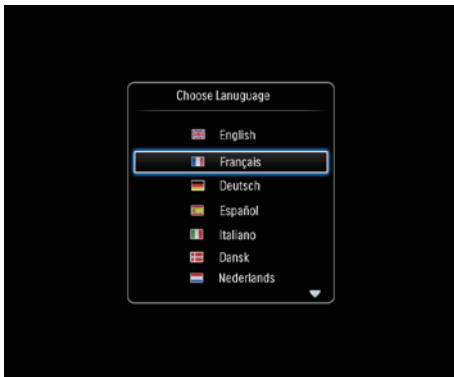 Choose Lanuguage
English
Français
Deutsch
Español
Italiano
Dansk
Nederlands